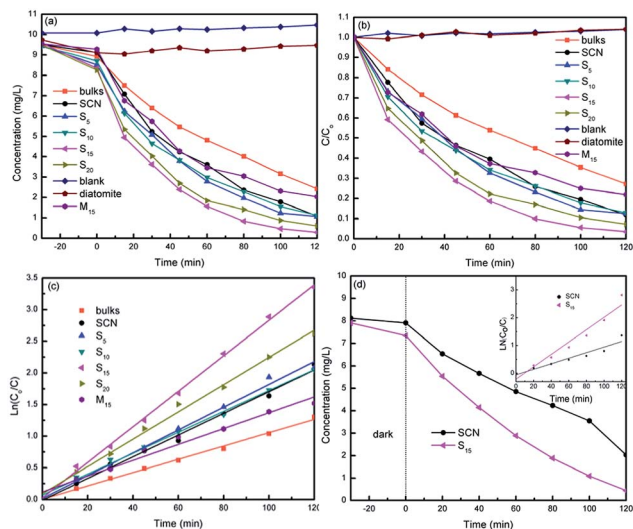 (a)
Concentration (mg/L)
11
10
9
8
7
6
5
4
3
2
1
0
bulks
SCN
S5
S10
S15
S20
blank
diatomite
M15
-20 0 20 40 60 80 100 120
Time (min)
(b)
C/Co
1.1
1.0
0.9
0.8
0.7
0.6
0.5
0.4
0.3
0.2
0.1
0.0
bulks
SCN
S5
S10
S15
S20
blank
diatomite
M15
0 20 40 60 80 100 120
Time (min)
(c)
Ln(Co/C)
3.5
3.0
2.5
2.0
1.5
1.0
0.5
0.0
bulks
SCN
S5
S10
S15
S20
M15
0 20 40 60 80 100 120
Time (min)
(d)
Concentration (mg/L)
9
8
7
6
5
4
3
2
1
0
dark
SCN
S15
-20 0 20 40 60 80 100 120
Time (min)
LN(C0/C)
3
2
1
0
SCN
S15
0 20 40 60 80 100 120
Time (min)